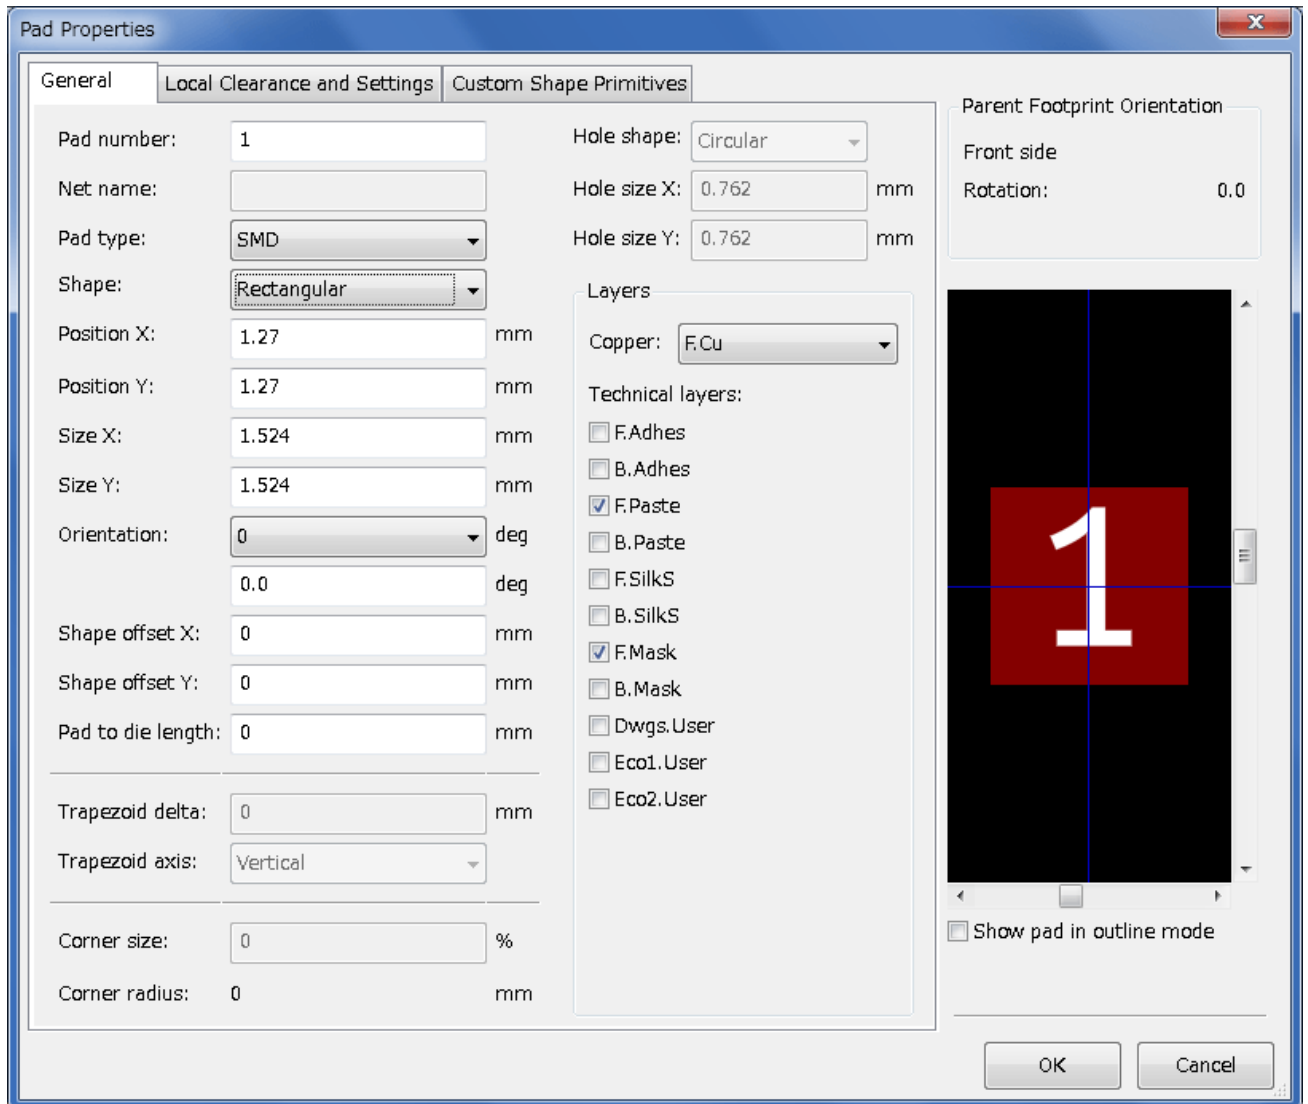 Pad Properties
General
Local Clearance and Settings
Custom Shape Primitives
Pad number: 1
Net name:
Pad type: SMD
Shape: Rectangular
Position X: 1.27 mm
Position Y: 1.27 mm
Size X: 1.524 mm
Size Y: 1.524 mm
Orientation: 0 deg
0.0 deg
Shape offset X: 0 mm
Shape offset Y: 0 mm
Pad to die length: 0 mm
Trapezoid delta: 0 mm
Trapezoid axis: Vertical
Corner size: 0 %
Corner radius: 0 mm
Hole shape: Circular
Hole size X: 0.762 mm
Hole size Y: 0.762 mm
Layers
Copper: F.Cu
Technical layers:
F.Adhes
B.Adhes
F.Paste
B.Paste
F.SilkS
B.SilkS
F.Mask
B.Mask
Dwgs.User
Eco1.User
Eco2.User
Parent Footprint Orientation
Front side
Rotation: 0.0
1
Show pad in outline mode
OK
Cancel